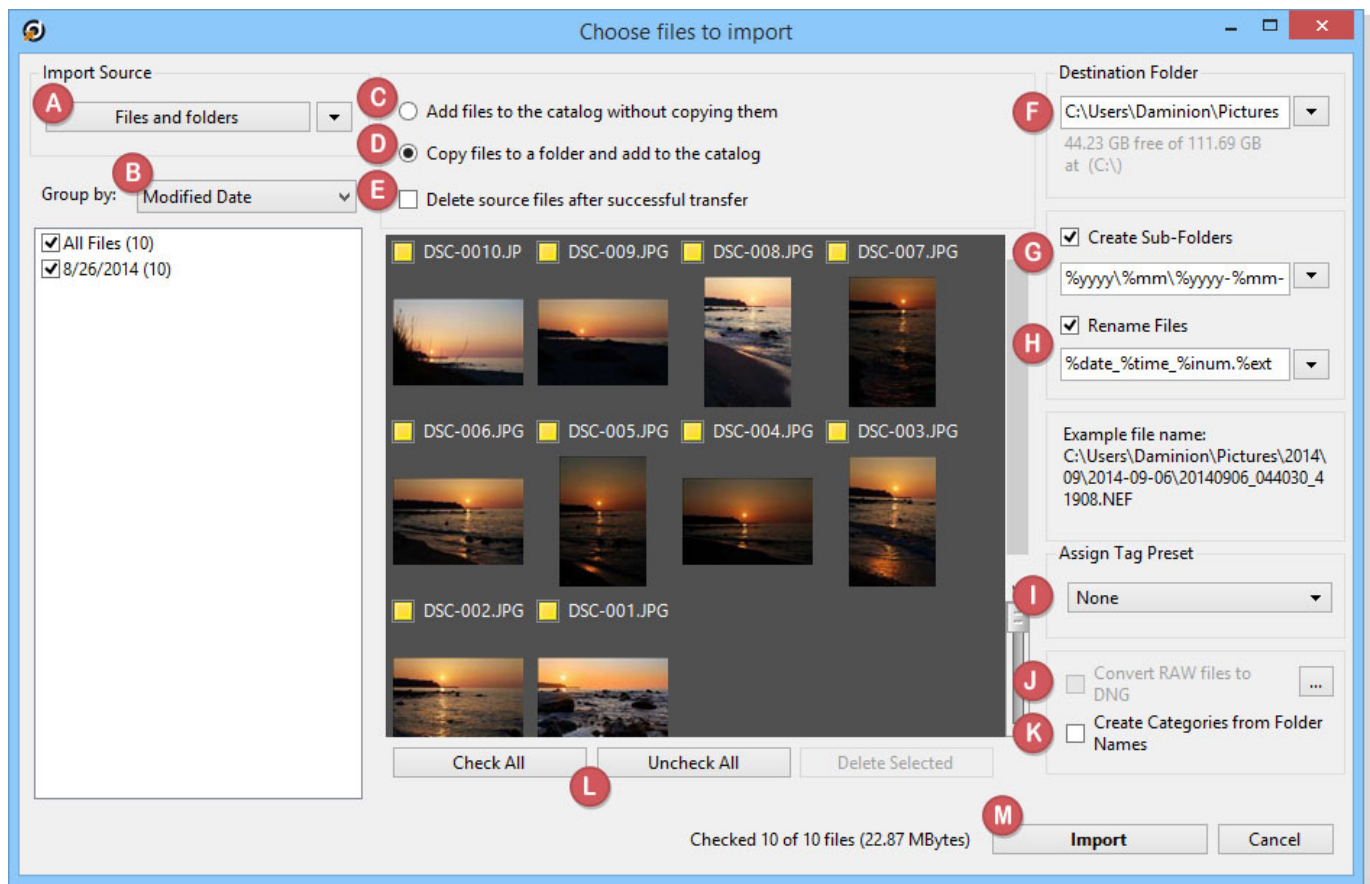 Choose files to import
Import Source
A
Files and folders
B
Group by:
Modified Date
All Files (10)
8/26/2014 (10)
C
Add files to the catalog without copying them
D
Copy files to a folder and add to the catalog
E
Delete source files after successful transfer
DSC-0010.JP
DSC-009.JPG
DSC-008.JPG
DSC-007.JPG
DSC-006.JPG
DSC-005.JPG
DSC-004.JPG
DSC-003.JPG
DSC-002.JPG
DSC-001.JPG
Check All
Uncheck All
Delete Selected
L
Destination Folder
F
C:\Users\Daminion\Pictures
44.23 GB free of 111.69 GB
at (C:\)
G
Create Sub-Folders
%yyyy\%mm\%yyyy-%mm-
H
Rename Files
%date_%time_%inum.%ext
Example file name:
C:\Users\Daminion\Pictures\2014\
09\2014-09-06\20140906_044030_4
1908.NEF
Assign Tag Preset
I
None
J
Convert RAW files to
DNG
...
K
Create Categories from Folder
Names
Checked 10 of 10 files (22.87 MBytes)
M
Import
Cancel